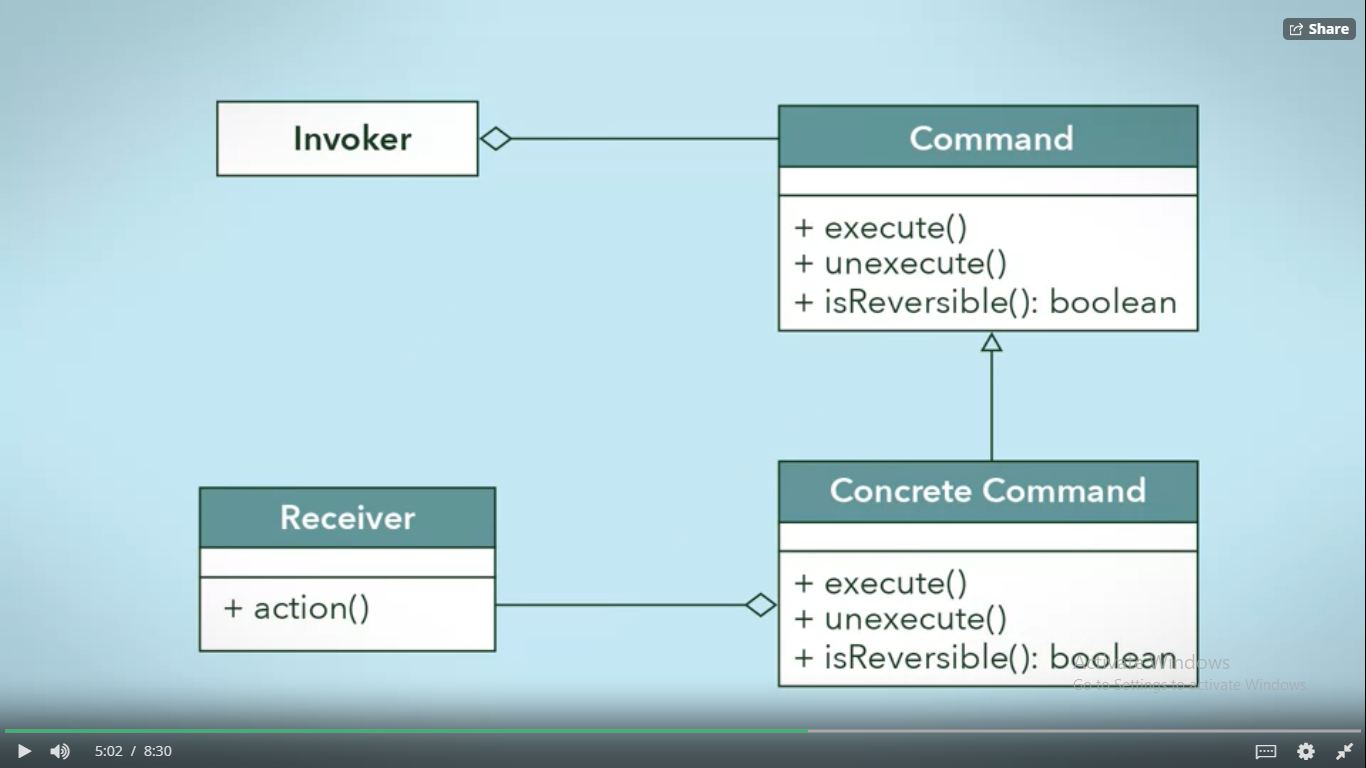 Share
Invoker
Command
+ execute()
+ unexecute()
+ isReversible(): boolean
Receiver
+ action()
Concrete Command
+ execute()
+ unexecute()
+ isReversible(): boolean
Activate Windows
Go to Settings to activate Windows.
5:02 / 8:30